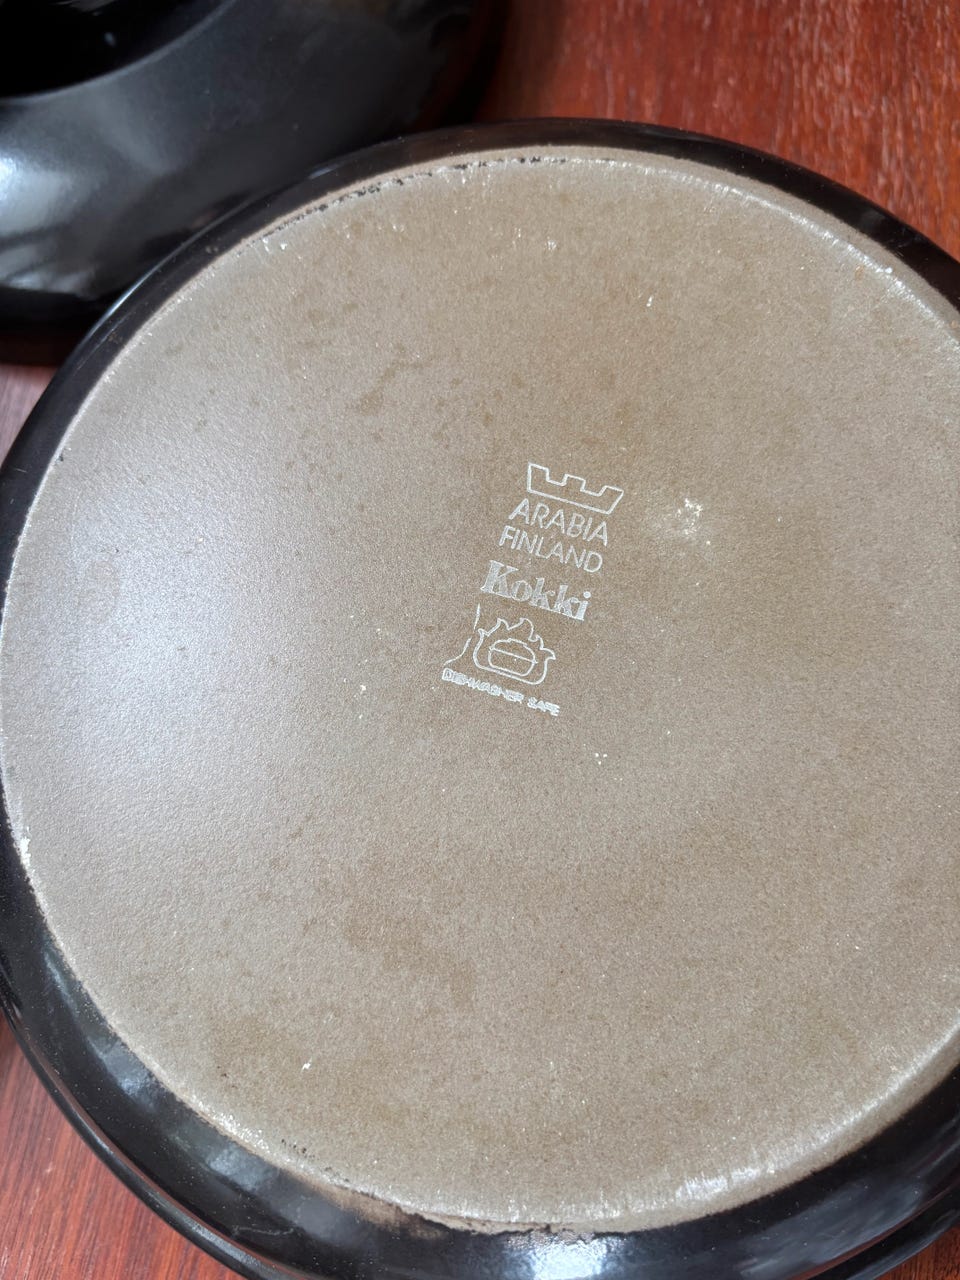 ARABIA
FINLAND
Kokki
DISHWASHER SAFE